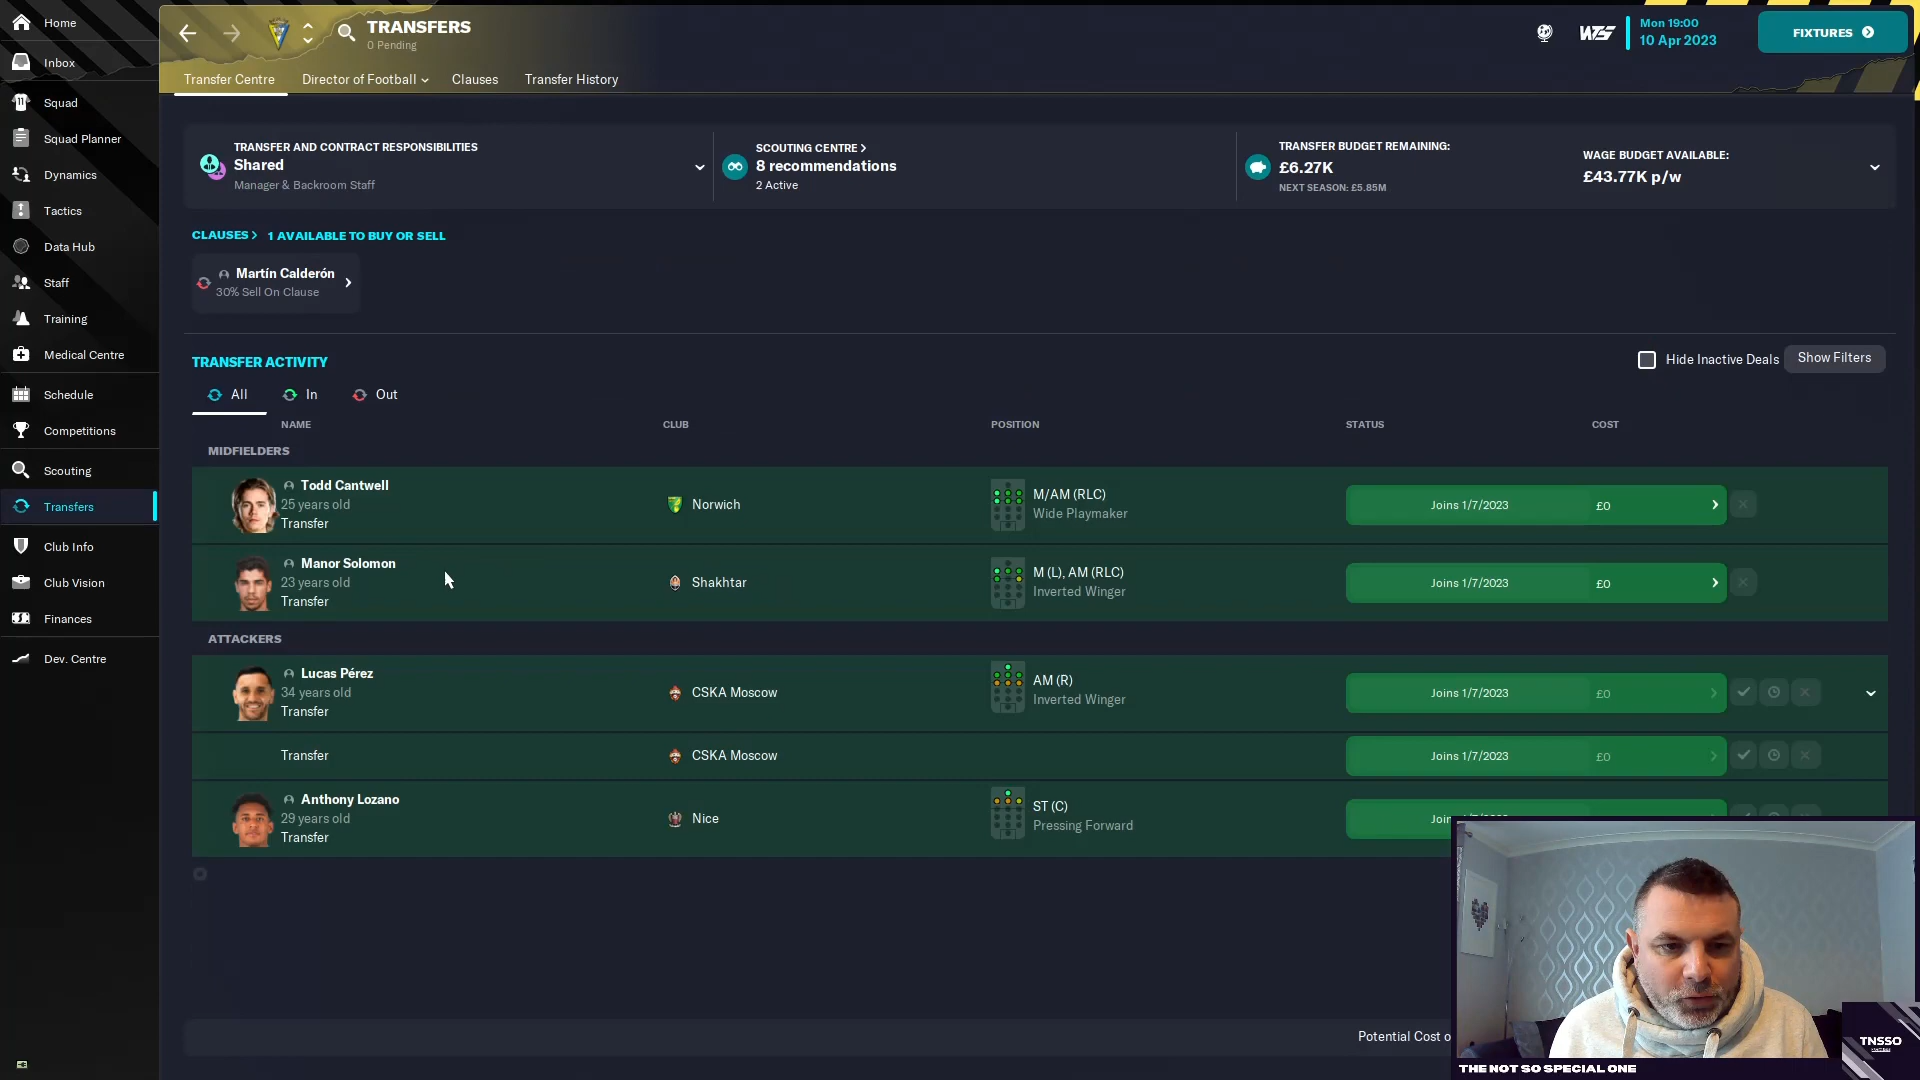 Home
Inbox
Squad
Squad Planner
Dynamics
Tactics
Data Hub
Staff
Training
Medical Centre
Schedule
Competitions
Scouting
Transfers
Club Info
Club Vision
Finances
Dev. Centre
TRANSFERS
0 Pending
Mon 19:00
10 Apr 2023
FIXTURES
Transfer Centre Director of Football Clauses Transfer History
TRANSFER AND CONTRACT RESPONSIBILITIES
Shared
Manager & Backroom Staff
SCOUTING CENTRE >
8 recommendations
2 Active
TRANSFER BUDGET REMAINING:
£6.27K
NEXT SEASON: £5.85M
WAGE BUDGET AVAILABLE:
£43.77K p/w
CLAUSES > 1 AVAILABLE TO BUY OR SELL
Martín Calderón
30% Sell On Clause
TRANSFER ACTIVITY
Hide Inactive Deals Show Filters
All In Out
NAME CLUB POSITION STATUS COST
MIDFIELDERS
Todd Cantwell
25 years old
Transfer
Norwich
M/AM (RLC)
Wide Playmaker
Joins 1/7/2023 £0
Manor Solomon
23 years old
Transfer
Shakhtar
M (L), AM (RLC)
Inverted Winger
Joins 1/7/2023 £0
ATTACKERS
Lucas Pérez
34 years old
Transfer
CSKA Moscow
AM (R)
Inverted Winger
Joins 1/7/2023 £0
Transfer CSKA Moscow Joins 1/7/2023 £0
Anthony Lozano
29 years old
Transfer
Nice
ST (C)
Pressing Forward
Potential Cost o
TNSSO
THE NOT SO SPECIAL ONE